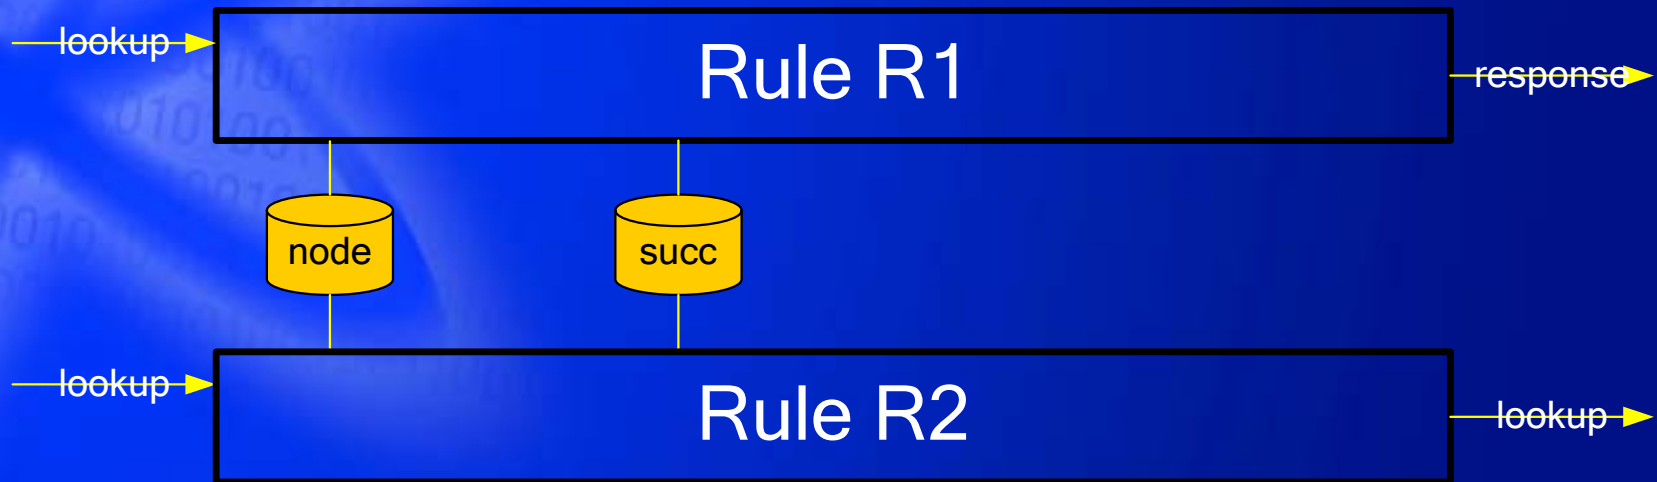 lookup
Rule R1
response
node
succ
lookup
Rule R2
lookup